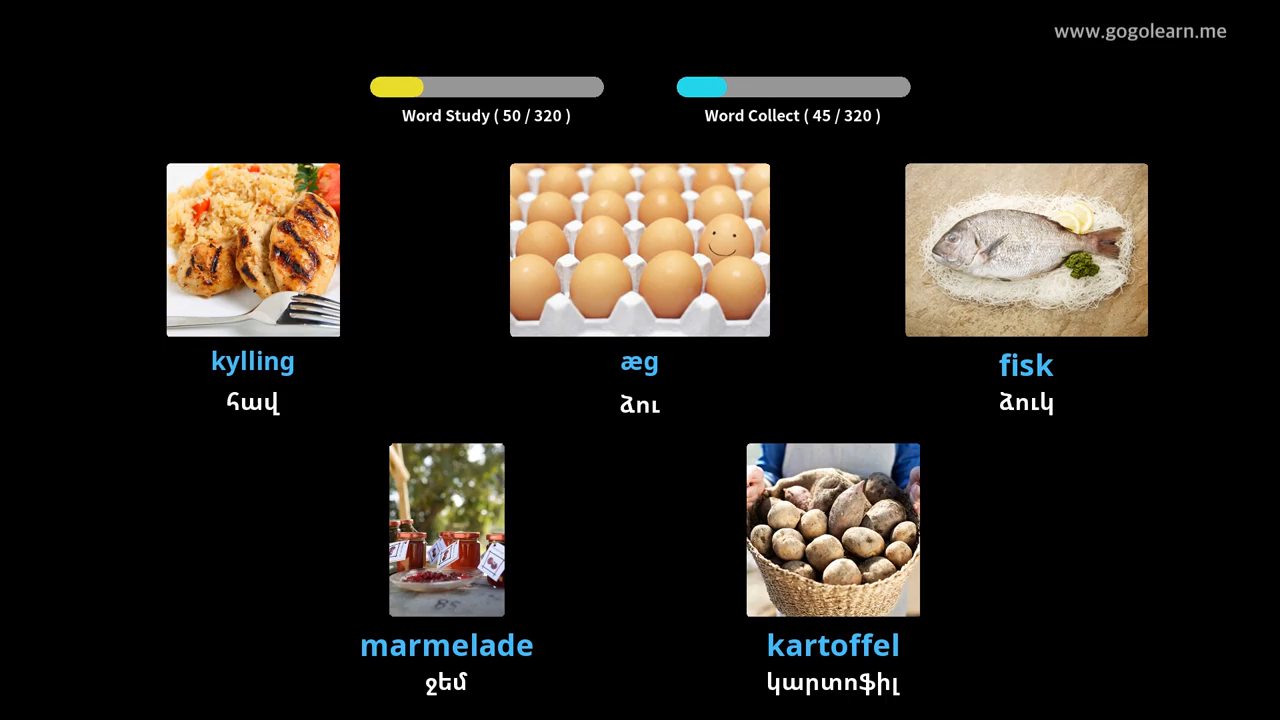 www.gogolearn.me
Word Study ( 50 / 320 )
Word Collect ( 45 / 320 )
kylling
հավ
æg
ձու
fisk
ձուկ
marmelade
ջեմ
kartoffel
կարտոֆիլ